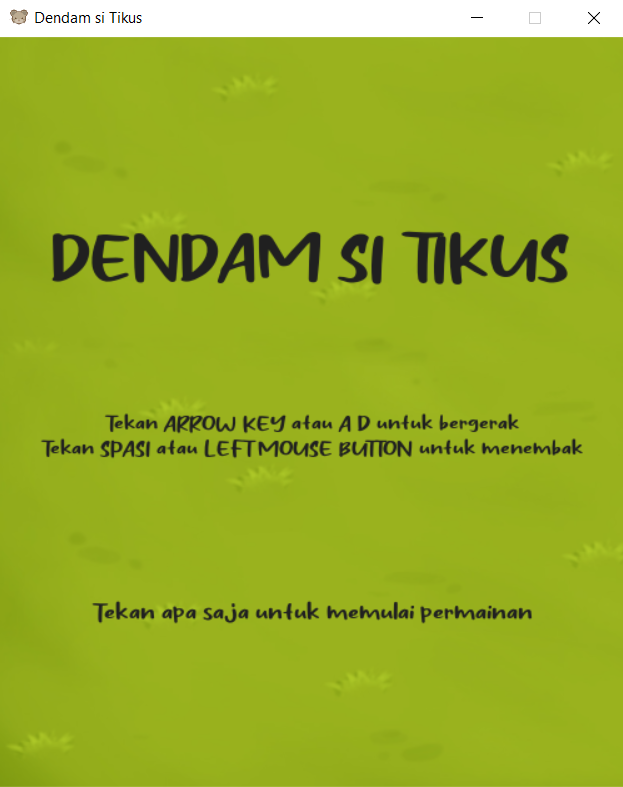 Dendam si Tikus
DENDAM SI TIKUS
Tekan ARROW KEY atau A D untuk bergerak
Tekan SPASI atau LEFT MOUSE BUTTON untuk menembak
Tekan apa saja untuk memulai permainan